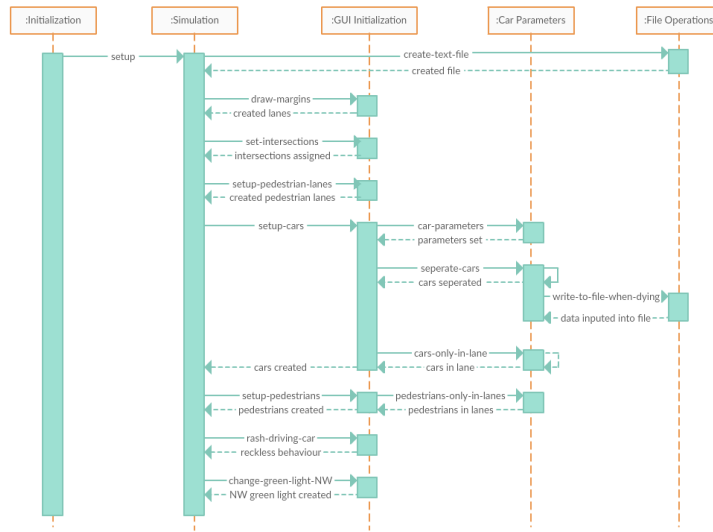 :Initialization
:Simulation
:GUI Initialization
:Car Parameters
:File Operations
setup
create-text-file
created file
draw-margins
created lanes
set-intersections
intersections assigned
setup-pedestrian-lanes
created pedestrian lanes
setup-cars
car-parameters
parameters set
seperate-cars
cars seperated
write-to-file-when-dying
data inputed into file
cars-only-in-lane
cars created
cars in lane
setup-pedestrians
pedestrians-only-in-lanes
pedestrians created
pedestrians in lanes
rash-driving-car
reckless behaviour
change-green-light-NW
NW green light created